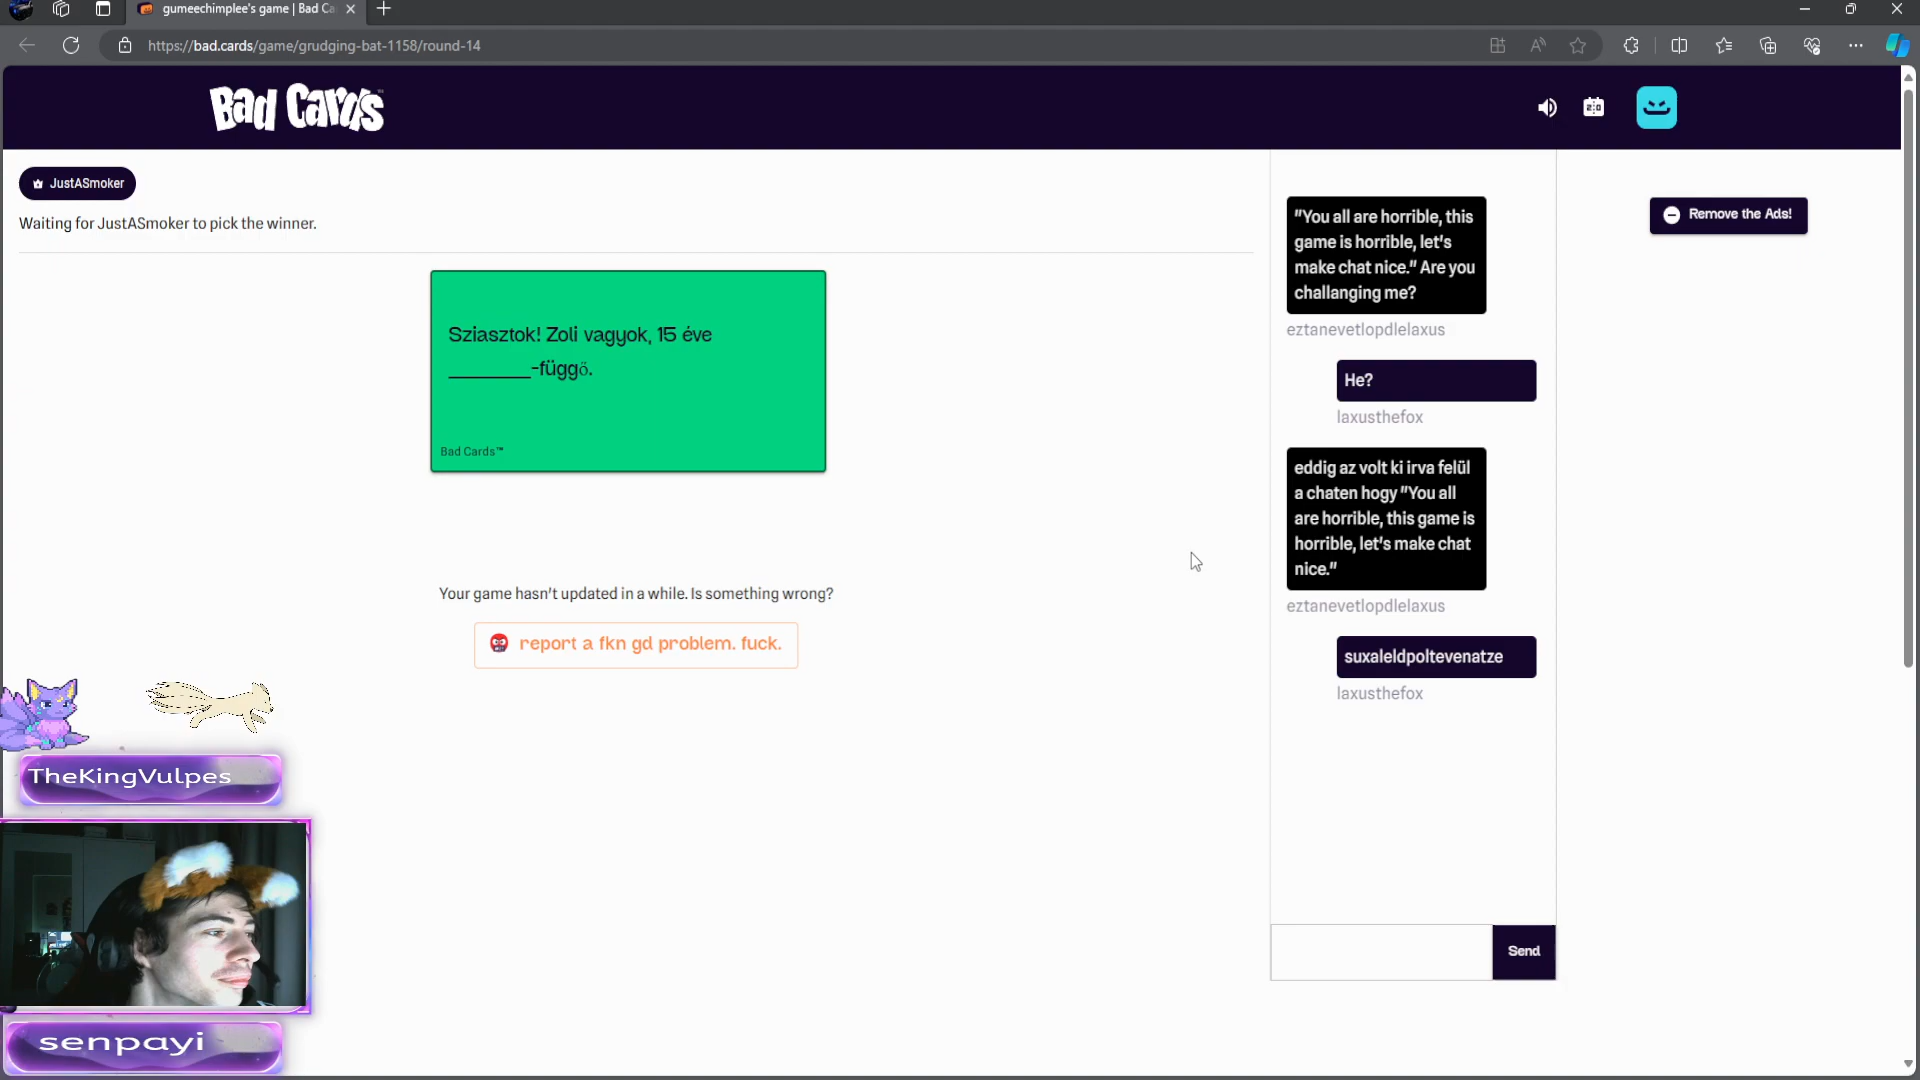 gumeechimplee's game | Bad Ca
https://bad.cards/game/grudging-bat-1158/round-14
Bad Cards
JustASmoker
Waiting for JustASmoker to pick the winner.
Sziasztok! Zoli vagyok, 15 éve
________-függő.
Bad Cards™
Your game hasn't updated in a while. Is something wrong?
report a fkn gd problem. fuck.
"You all are horrible, this
game is horrible, let's
make chat nice." Are you
challanging me?
eztanevetlopdlelaxus
He?
laxusthefox
eddig az volt ki irva felül
a chaten hogy "You all
are horrible, this game is
horrible, let's make chat
nice."
eztanevetlopdlelaxus
suxaleldpoltevenatze
laxusthefox
Send
Remove the Ads!
TheKingVulpes
senpayi